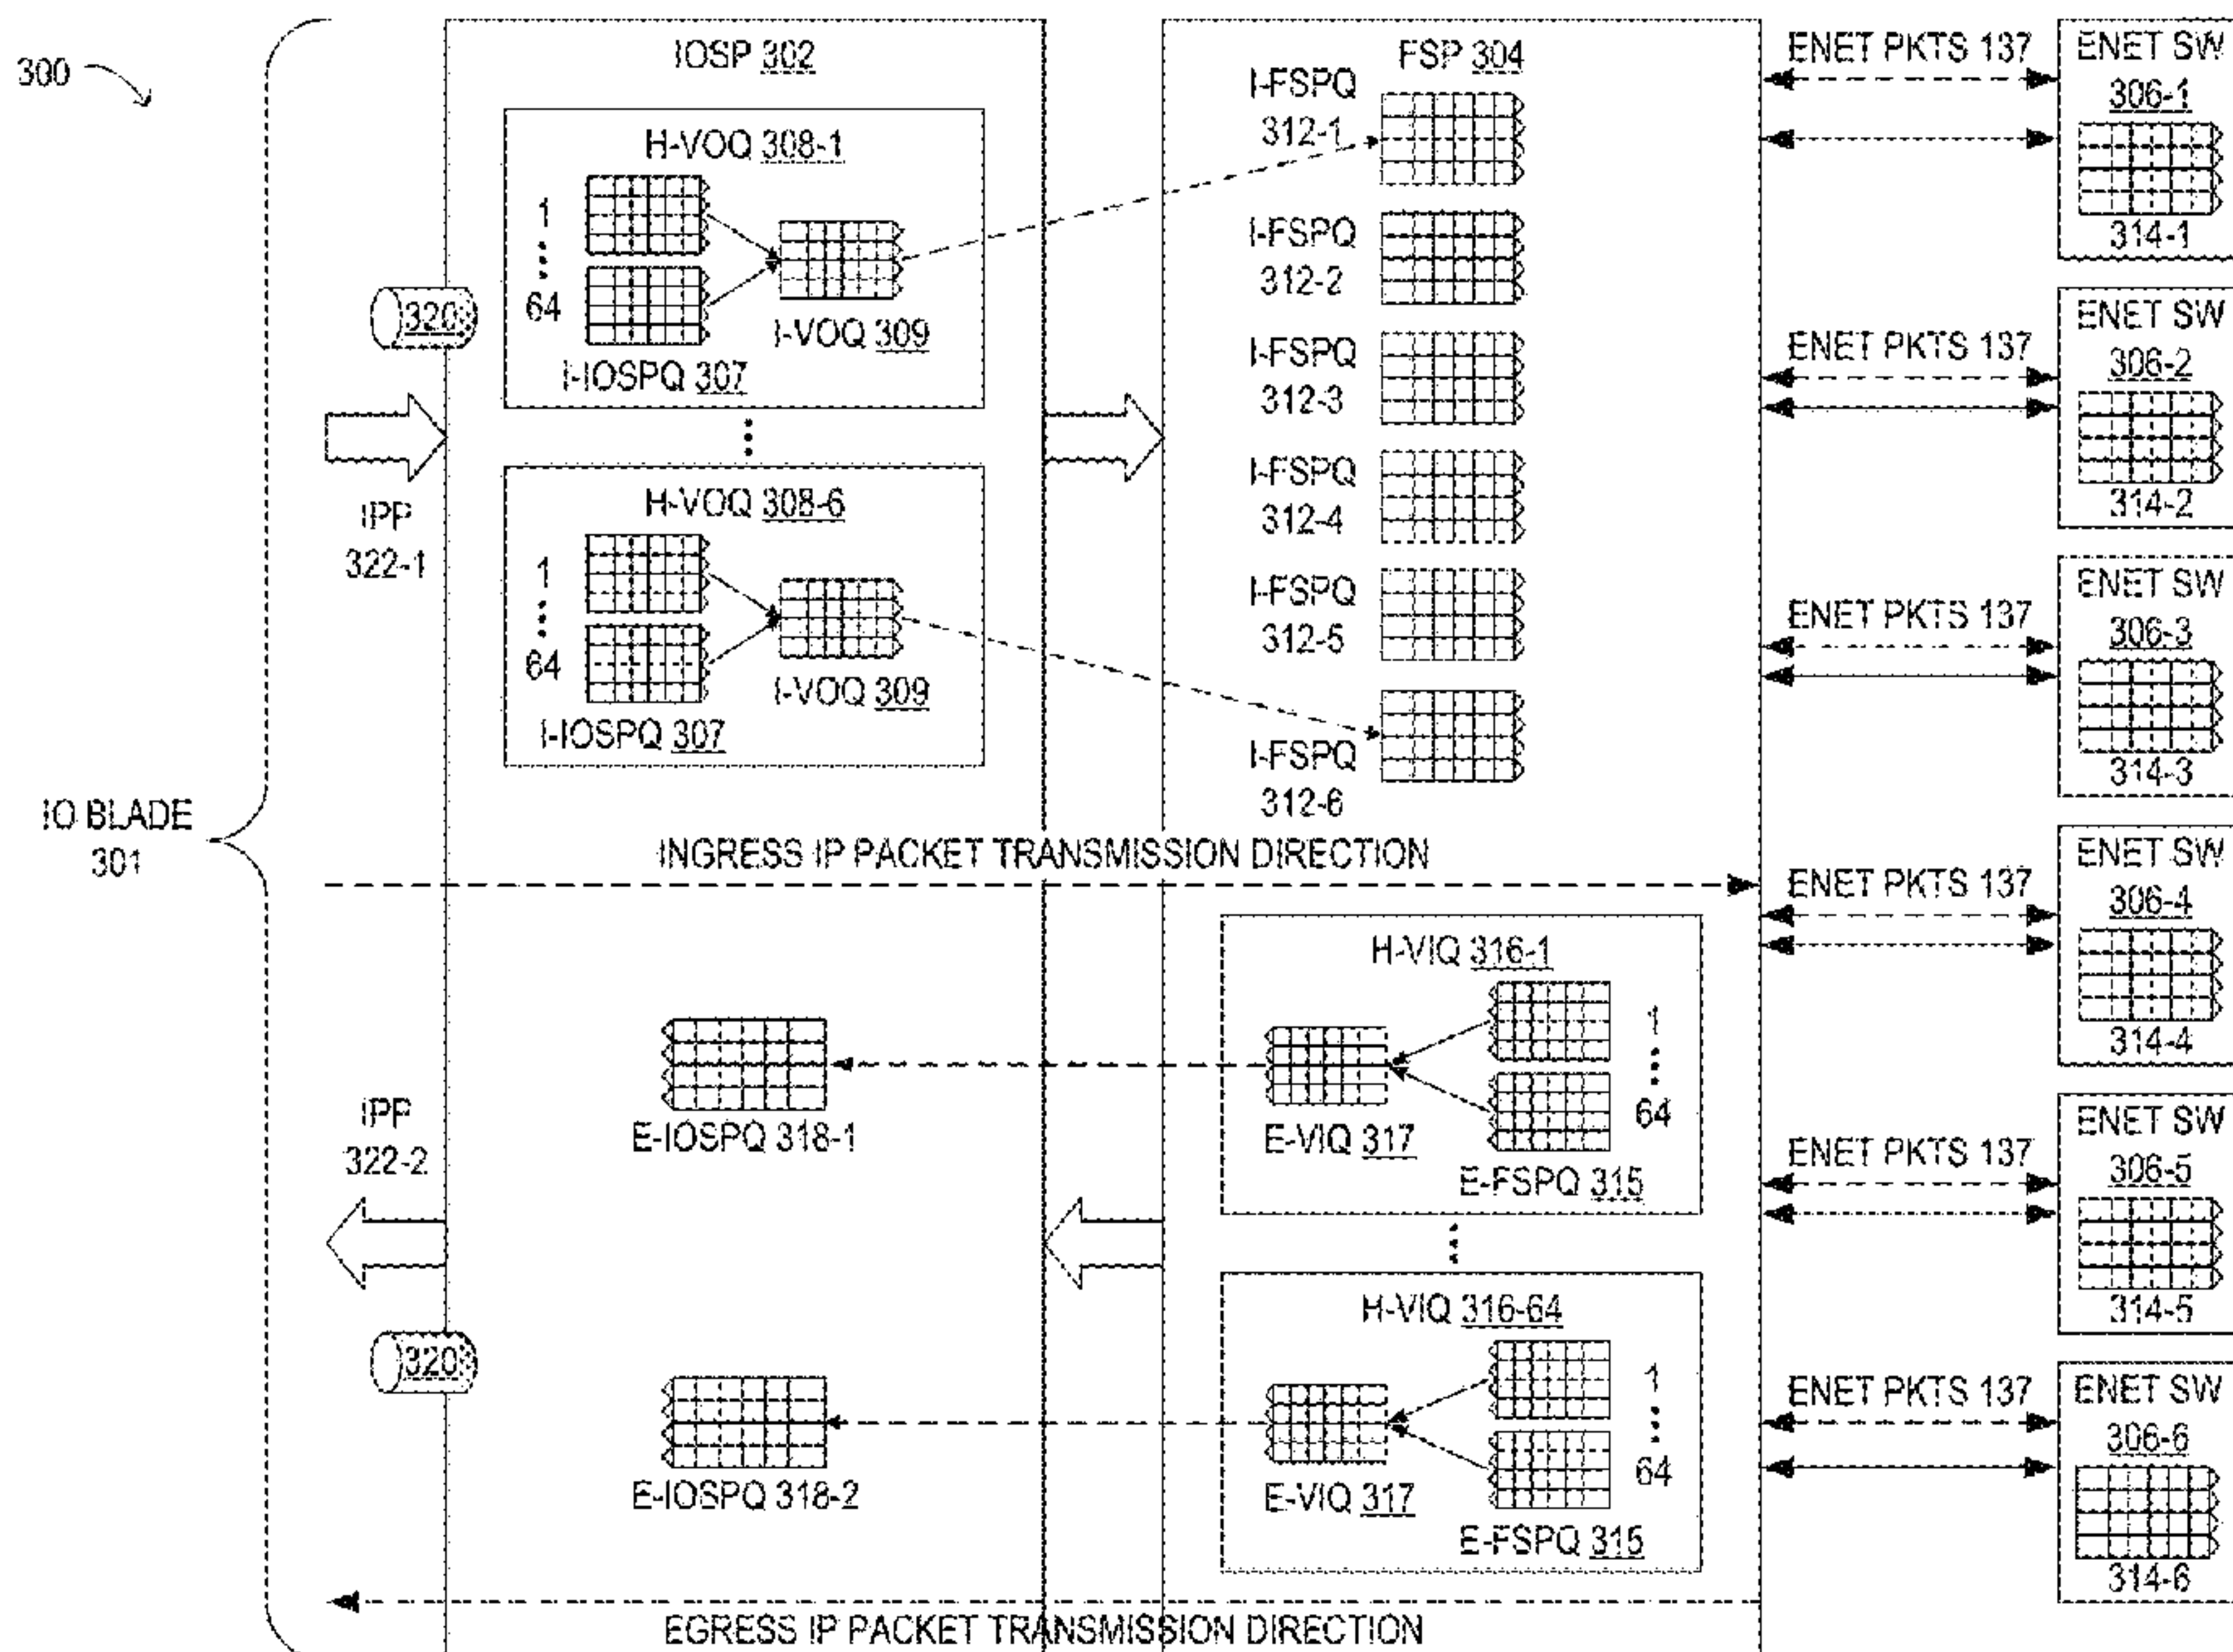 300
IO BLADE
301
IOSP 302
H-VOQ 308-1
1
64
I-IOSPQ 307
I-VOQ 309
320
IPP
322-1
H-VOQ 308-6
1
64
I-IOSPQ 307
I-VOQ 309
FSP 304
I-FSPQ
312-1
I-FSPQ
312-2
I-FSPQ
312-3
I-FSPQ
312-4
I-FSPQ
312-5
I-FSPQ
312-6
INGRESS IP PACKET TRANSMISSION DIRECTION
H-VIQ 316-1
1
64
E-VIQ 317
E-FSPQ 315
E-IOSPQ 318-1
IPP
322-2
320
H-VIQ 316-64
1
64
E-VIQ 317
E-FSPQ 315
E-IOSPQ 318-2
EGRESS IP PACKET TRANSMISSION DIRECTION
ENET PKTS 137
ENET SW
306-1
314-1
ENET PKTS 137
ENET SW
306-2
314-2
ENET PKTS 137
ENET SW
306-3
314-3
ENET PKTS 137
ENET SW
306-4
314-4
ENET PKTS 137
ENET SW
306-5
314-5
ENET PKTS 137
ENET SW
306-6
314-6